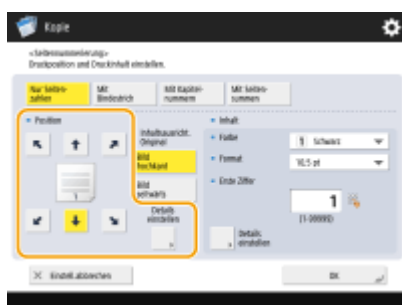 Kopie
<Seitennummerierung>
Druckposition und Druckinhalt einstellen.
Nur Seiten-
zahlen
Mit
Bindestrich
Mit Kapitel-
nummern
Mit Seiten-
summen
Position
Inhaltsausricht.
Original
Bild
hochkant
Bild
seitwärts
Details
einstellen
1
Inhalt
Farbe
1 Schwarz
Format
10.5 pt
Erste Ziffer
1
(1-99999)
Details
einstellen
Einstell.abbrechen
OK